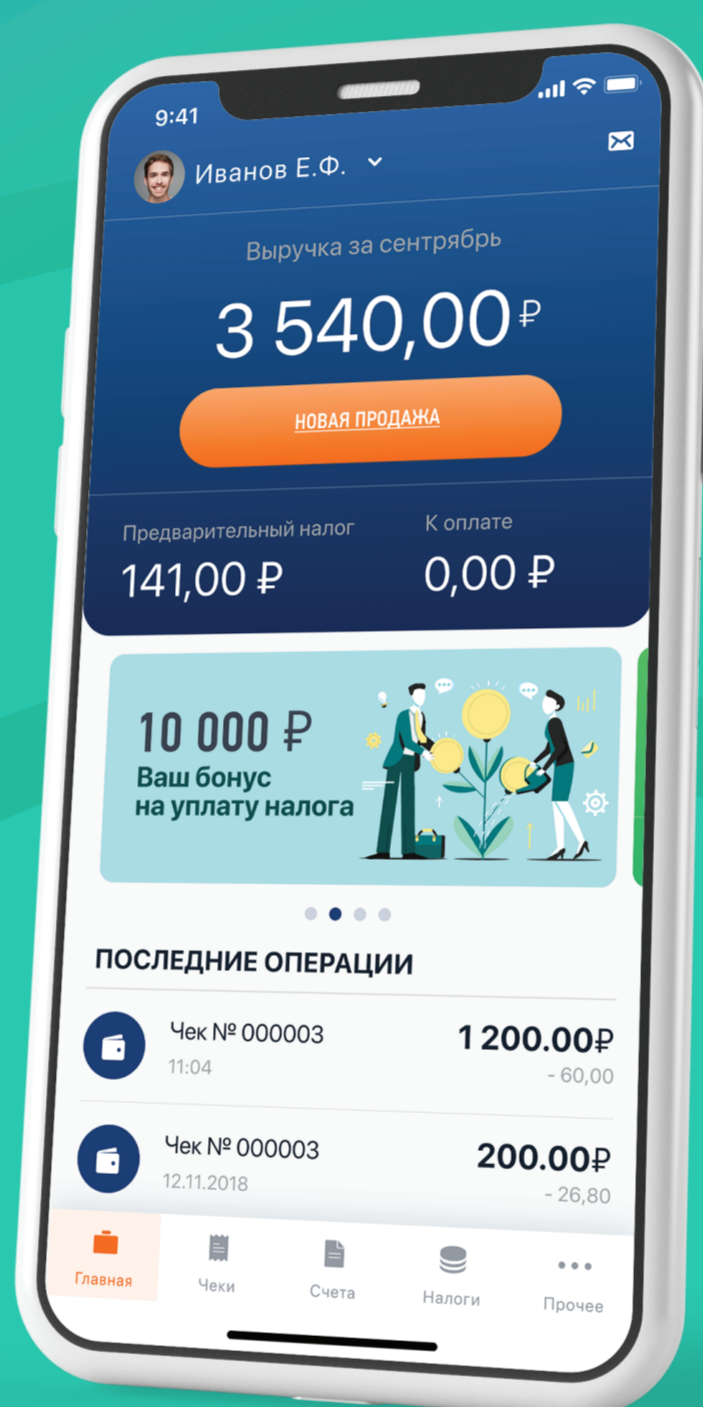 9:41
Иванов Е.Ф.
Выручка за сентрябрь
3 540,00 ₽
НОВАЯ ПРОДАЖА
Предварительный налог
К оплате
141,00 ₽
0,00 ₽
10 000 ₽
Ваш бонус
на уплату налога
ПОСЛЕДНИЕ ОПЕРАЦИИ
Чек № 000003
1 200.00₽
11:04
- 60,00
Чек № 000003
200.00₽
12.11.2018
- 26,80
Главная
Чеки
Счета
Налоги
Прочее